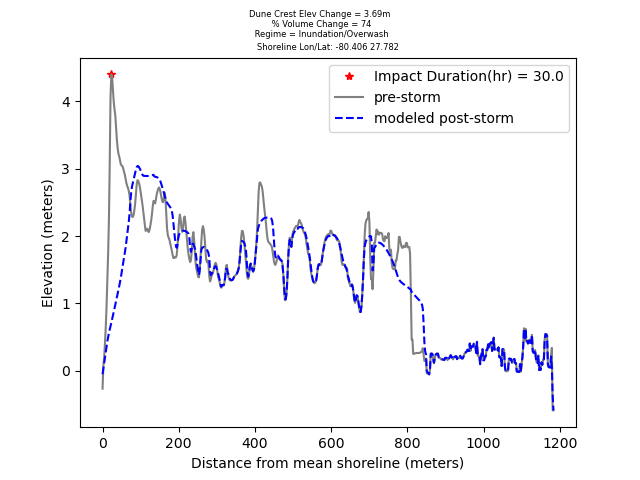 Dune Crest Elev Change = 3.69m
% Volume Change = 74
Regime = Inundation/Overwash
Shoreline Lon/Lat: -80.406 27.782
Impact Duration(hr) = 30.0
pre-storm
modeled post-storm
Elevation (meters)
4
3
2
1
0
0 200 400 600 800 1000 1200
Distance from mean shoreline (meters)